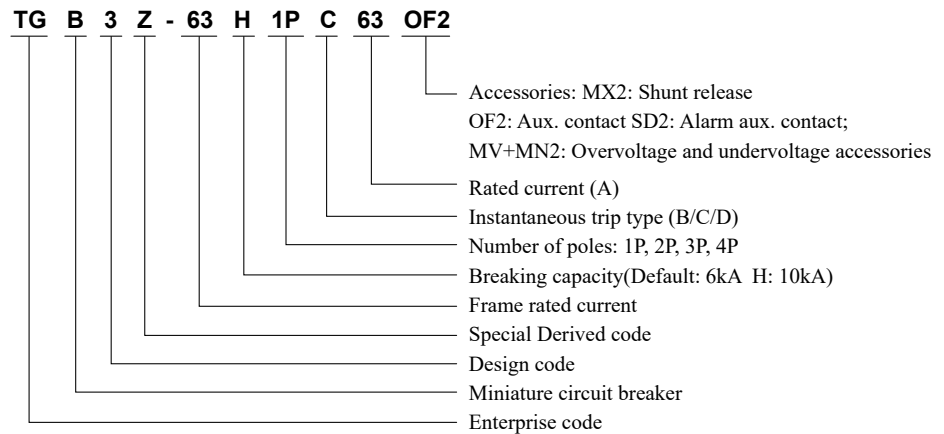 TG B 3 Z - 63 H 1P C 63 OF2
Accessories: MX2: Shunt release
OF2: Aux. contact SD2: Alarm aux. contact;
MV+MN2: Overvoltage and undervoltage accessories
Rated current (A)
Instantaneous trip type (B/C/D)
Number of poles: 1P, 2P, 3P, 4P
Breaking capacity(Default: 6kA H: 10kA)
Frame rated current
Special Derived code
Design code
Miniature circuit breaker
Enterprise code